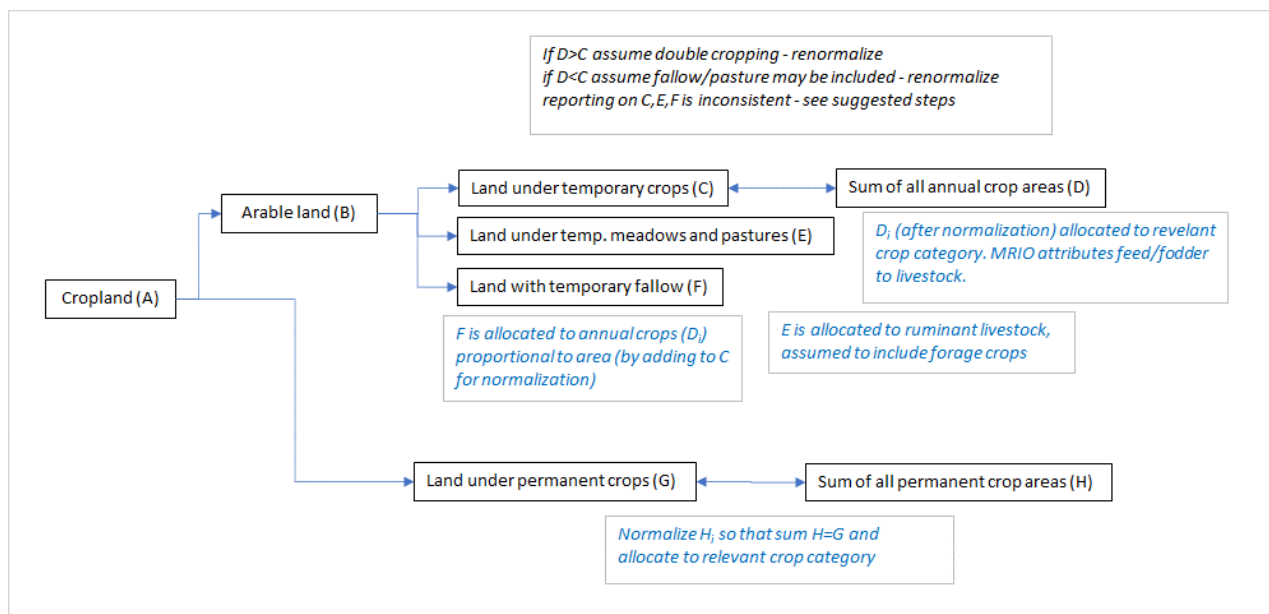 If D>C assume double cropping - renormalize
if D<C assume fallow/pasture may be included - renormalize
reporting on C,E,F is inconsistent - see suggested steps
Land under temporary crops (C)
Sum of all annual crop areas (D)
Arable land (B)
Land under temp. meadows and pastures (E)
Di (after normalization) allocated to revelant
crop category. MRIO attributes feed/fodder
to livestock.
Land with temporary fallow (F)
Cropland (A)
F is allocated to annual crops (Di)
proportional to area (by adding to C
for normalization)
E is allocated to ruminant livestock,
assumed to include forage crops
Land under permanent crops (G)
Sum of all permanent crop areas (H)
Normalize Hi so that sum H=G and
allocate to relevant crop category